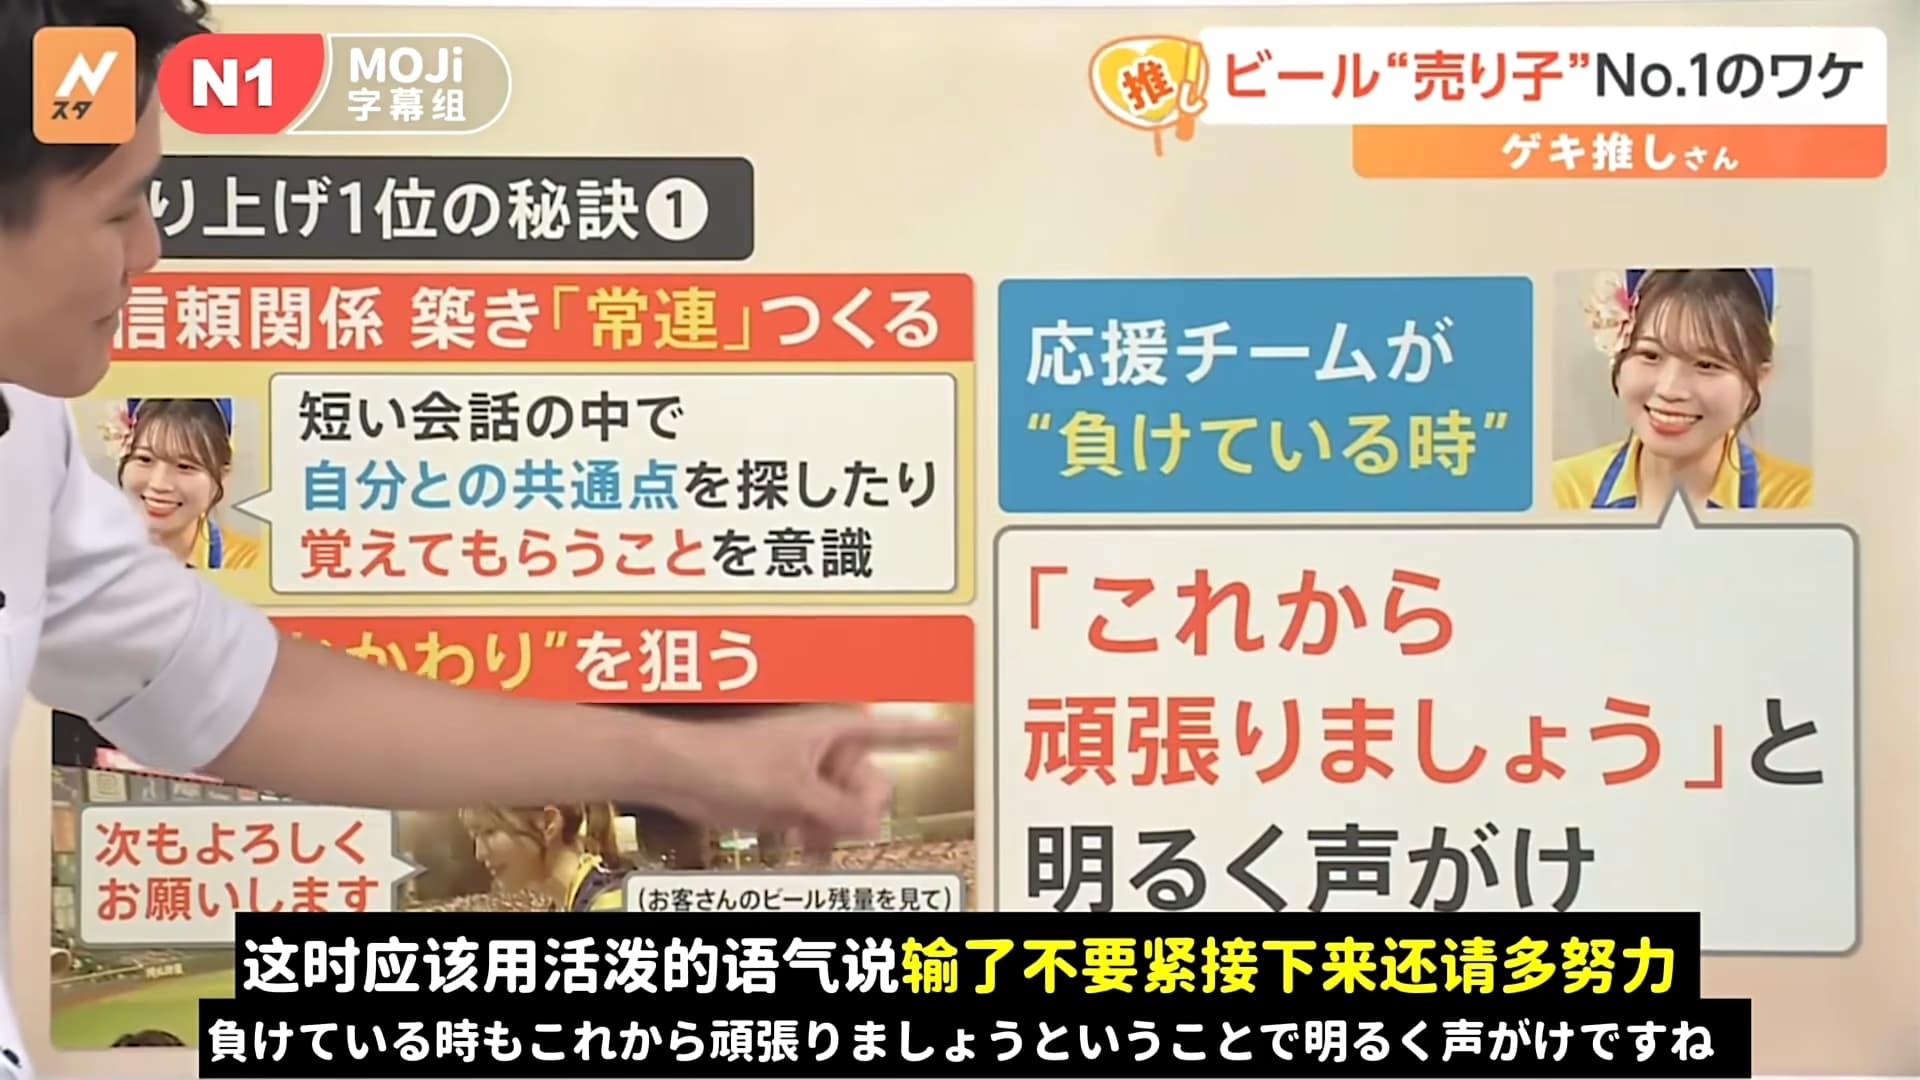 N
スタ
N1
MOJi
字幕组
推
ビール“売り子”No.1のワケ
ゲキ推しさん
り上げ1位の秘訣❶
信頼関係 築き「常連」つくる
短い会話の中で
自分との共通点を探したり
覚えてもらうことを意識
かわり”を狙う
次もよろしく
お願いします
(お客さんのビール残量を見て)
応援チームが
“負けている時”
「これから
頑張りましょう」と
明るく声がけ
这时应该用活泼的语气说输了不要紧接下来还请多努力
負けている時もこれから頑張りましょうということで明るく声がけですね